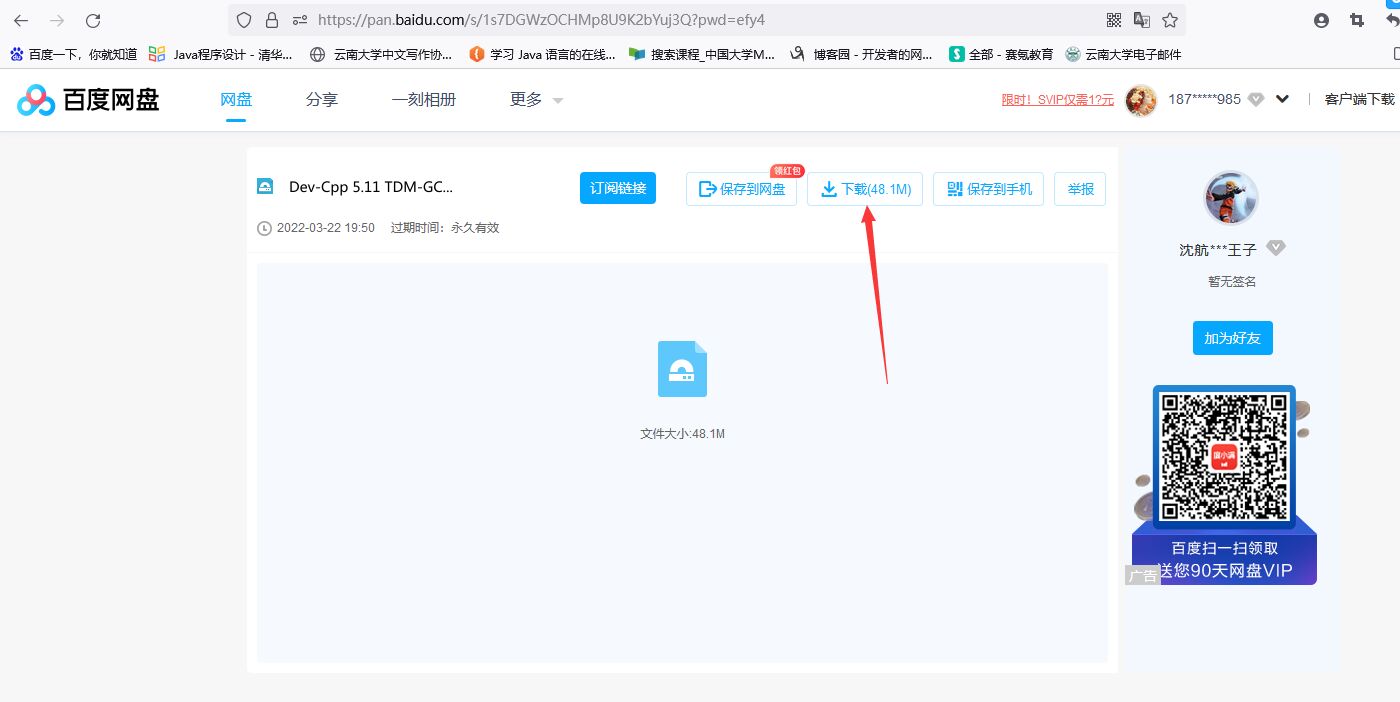 https://pan.baidu.com/s/1s7DGWzOCHMp8U9K2bYuj3Q?pwd=efy4
百度一下，你就知道 Java程序设计 - 清华... 云南大学中文写作协... 学习 Java 语言的在线... 搜索课程_中国大学M... 博客园 - 开发者的网... 全部 - 赛氪教育 云南大学电子邮件
百度网盘 网盘 分享 一刻相册 更多 限时！SVIP仅需1?元 187*****985 客户端下载
领红包
Dev-Cpp 5.11 TDM-GC... 订阅链接 保存到网盘 下载(48.1M) 保存到手机 举报
2022-03-22 19:50 过期时间：永久有效
文件大小:48.1M
沈航***王子
暂无签名
加为好友
度小满
百度扫一扫领取
送您90天网盘VIP
广告